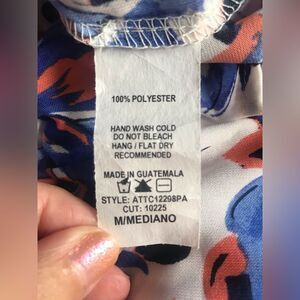 100% POLYESTER
HAND WASH COLD
DO NOT BLEACH
HANG / FLAT DRY
RECOMMENDED
MADE IN GUATEMALA
STYLE: ATTC12298PA
CUT: 10225
M/MEDIANO